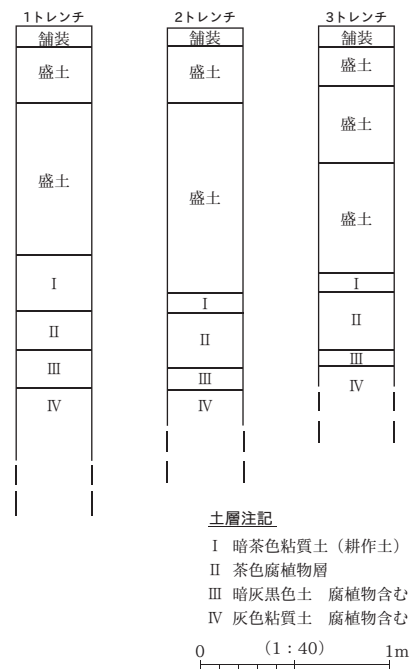 1トレンチ
舗装
盛土
盛土
Ⅰ
Ⅱ
Ⅲ
Ⅳ
2トレンチ
舗装
盛土
盛土
Ⅰ
Ⅱ
Ⅲ
Ⅳ
3トレンチ
舗装
盛土
盛土
盛土
Ⅰ
Ⅱ
Ⅲ
Ⅳ
土層注記
Ⅰ 暗茶色粘質土（耕作土）
Ⅱ 茶色腐植物層
Ⅲ 暗灰黒色土 腐植物含む
Ⅳ 灰色粘質土 腐植物含む
0 （1：40） 1m